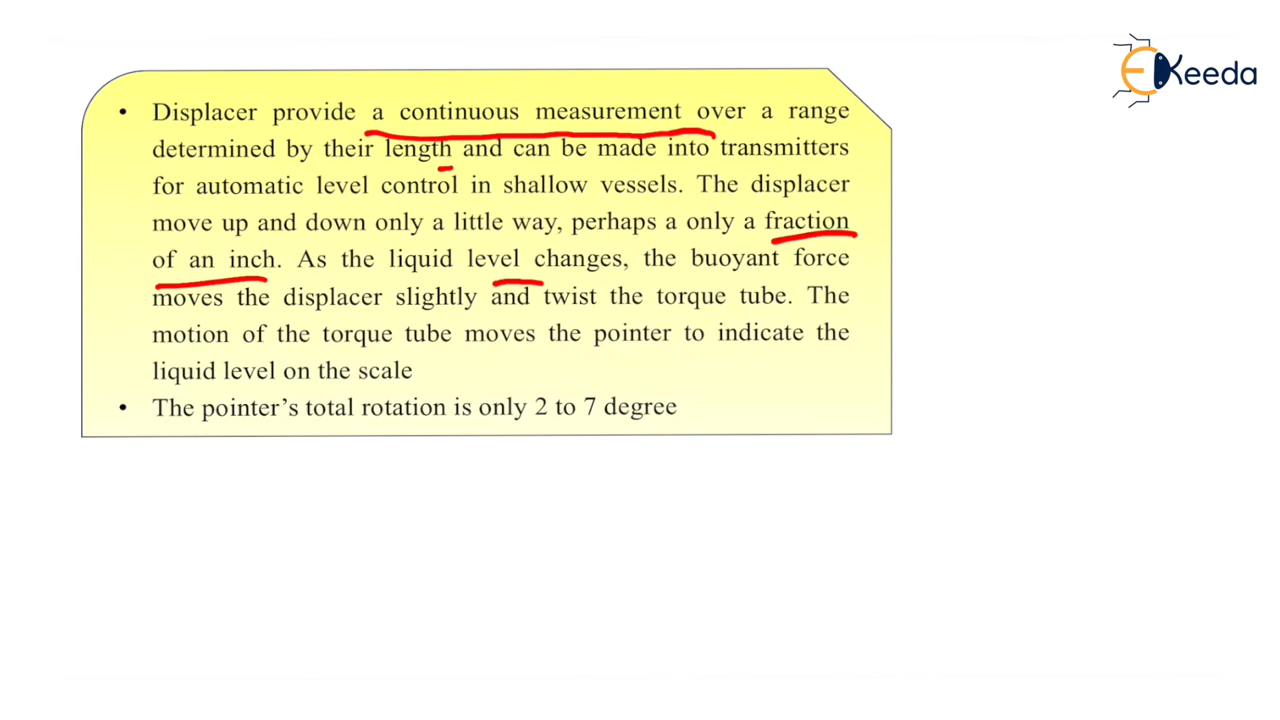 EKeeda
• Displacer provide a continuous measurement over a range
determined by their length and can be made into transmitters
for automatic level control in shallow vessels. The displacer
move up and down only a little way, perhaps a only a fraction
of an inch. As the liquid level changes, the buoyant force
moves the displacer slightly and twist the torque tube. The
motion of the torque tube moves the pointer to indicate the
liquid level on the scale
• The pointer’s total rotation is only 2 to 7 degree